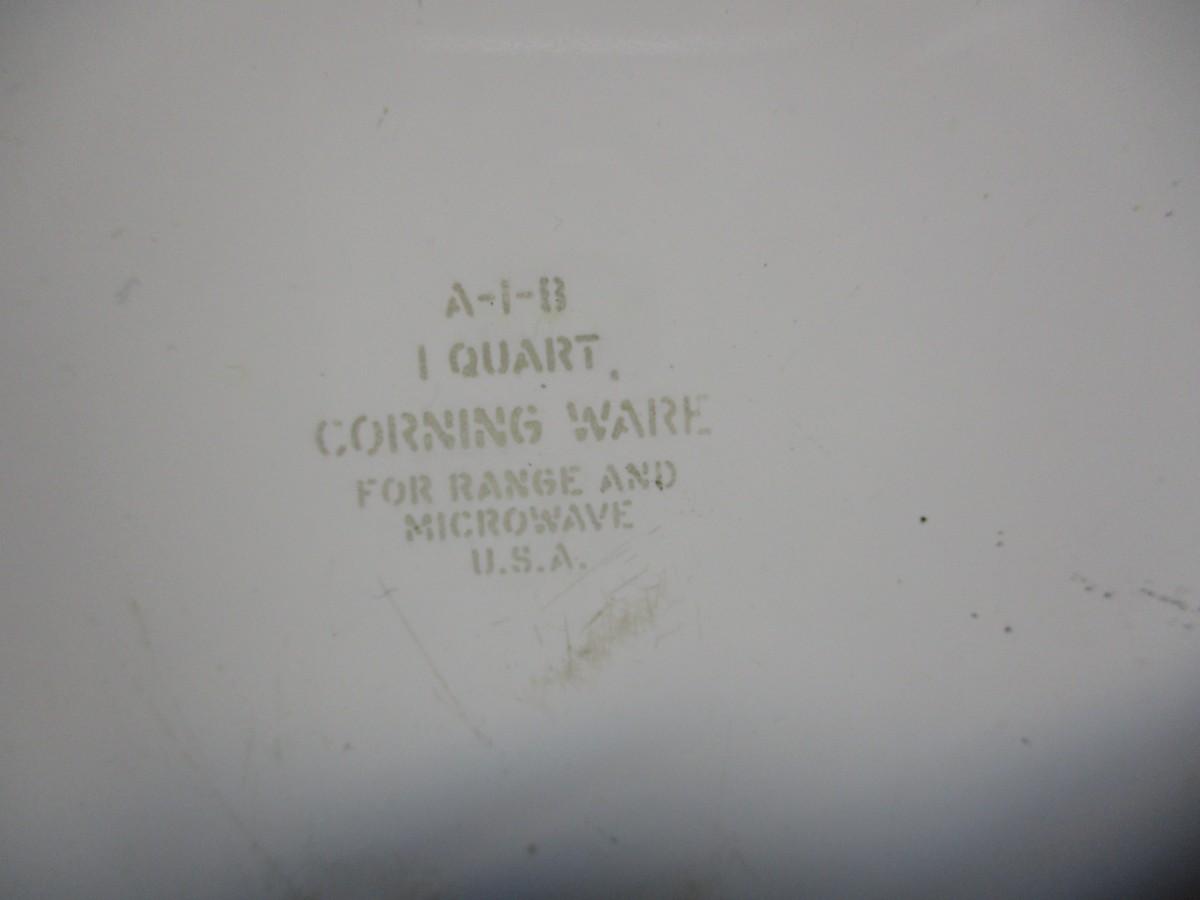 A-1-B
1 QUART.
CORNING WARE
FOR RANGE AND
MICROWAVE
U.S.A.